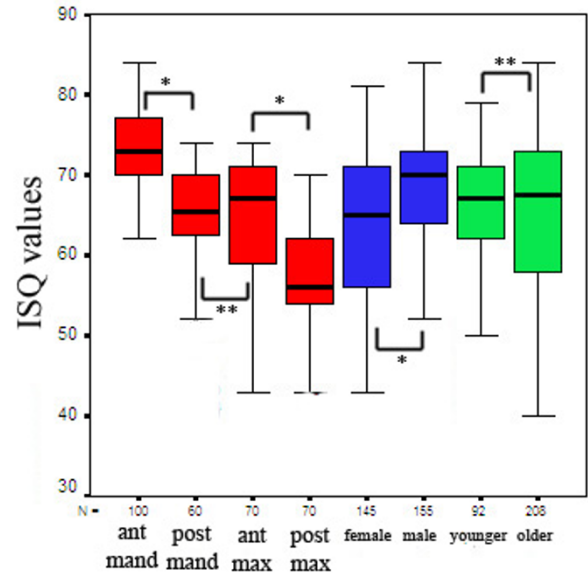 ISQ values
90
80
70
60
50
40
30
*
*
**
**
*
N = 100 60 70 70 145 155 92 208
ant mand
post mand
ant max
post max
female
male
younger
older